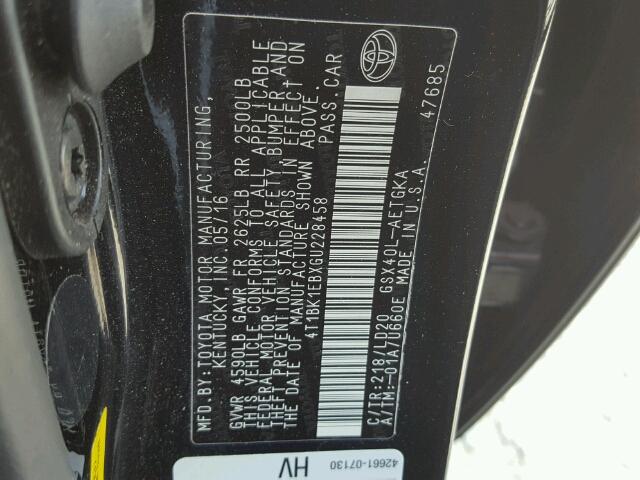 MFD.BY:TOYOTA MOTOR MANUFACTURING,
KENTUCKY, INC. 05/16
GVWR 4590LB GAWR FR 2625LB RR 2500LB
THIS VEHICLE CONFORMS TO ALL APPLICABLE
FEDERAL MOTOR VEHICLE SAFETY, BUMPER, AND
THEFT PREVENTION STANDARDS IN EFFECT ON
THE DATE OF MANUFACTURE SHOWN ABOVE.
4T1BK1EBXGU228458 PASS. CAR
C/TR:218/LD20 GSX40L-AETGKA
A/TM:-01A/U660E MADE IN U.S.A. 47685
42661-07130
HV